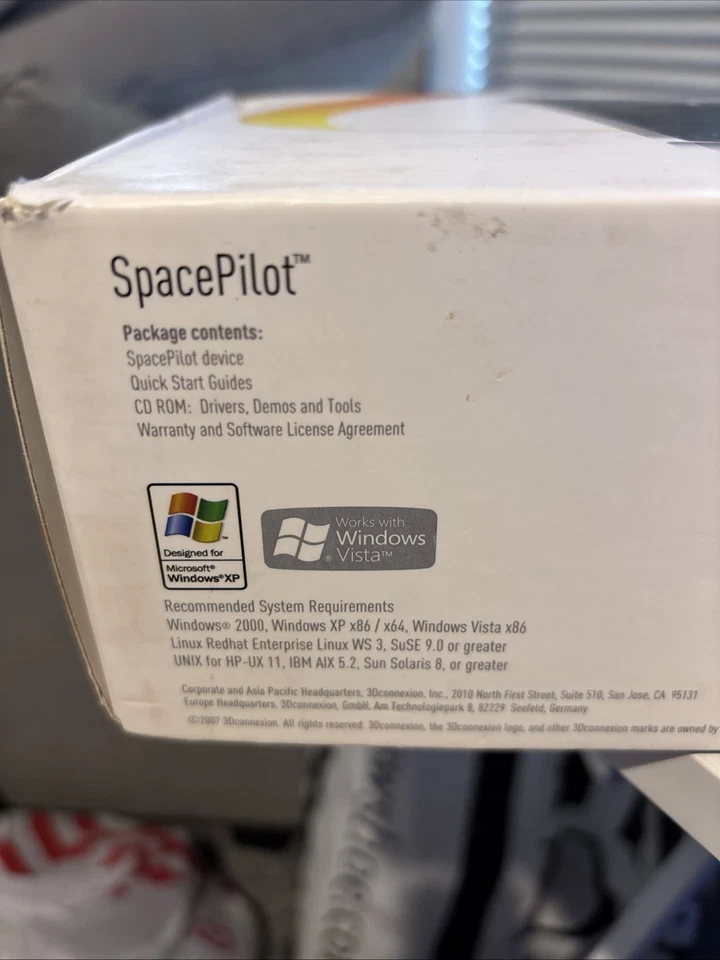 SpacePilot™
Package contents:
SpacePilot device
Quick Start Guides
CD ROM: Drivers, Demos and Tools
Warranty and Software License Agreement
Designed for
Microsoft®
Windows®XP
Works with
Windows
Vista™
Recommended System Requirements
Windows® 2000, Windows XP x86 / x64, Windows Vista x86
Linux Redhat Enterprise Linux WS 3, SuSE 9.0 or greater
UNIX for HP-UX 11, IBM AIX 5.2, Sun Solaris 8, or greater
Corporate and Asia Pacific Headquarters, 3Dconnexion, Inc., 2010 North First Street, Suite 510, San Jose, CA 95131
Europe Headquarters, 3Dconnexion, GmbH, Am Technologiepark 8, 82229 Seefeld, Germany
©2007 3Dconnexion. All rights reserved. 3Dconnexion, the 3Dconnexion logo, and other 3Dconnexion marks are owned by